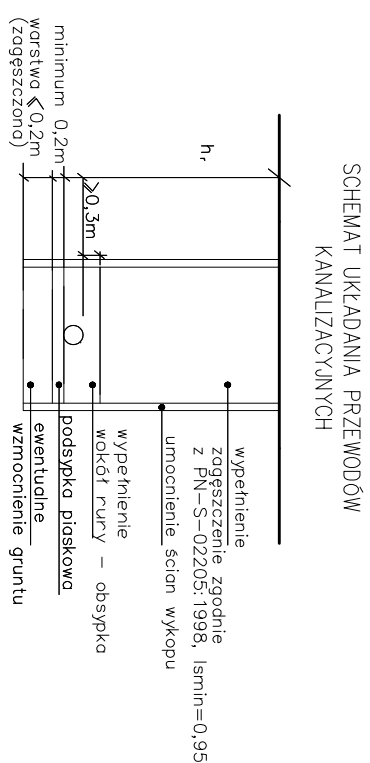 SCHEMAT UKŁADANIA PRZEWODÓW
KANALIZACYJNYCH
hr
≥0,3m
minimum 0,2m
warstwa ≤0,2m
(zagęszczona)
wypełnienie
zagęszczenie zgodnie
z PN-S-02205:1998, Ismin=0,95
umocnienie ścian wykopu
wypełnienie
wokół rury - obsypka
podsypka piaskowa
ewentualne
wzmocnienie gruntu